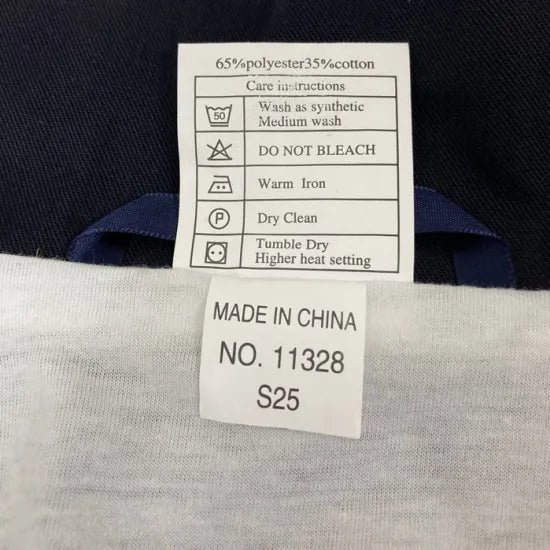 65%polyester35%cotton
Care instructions
50
Wash as synthetic
Medium wash
DO NOT BLEACH
Warm Iron
P
Dry Clean
Tumble Dry
Higher heat setting
MADE IN CHINA
NO. 11328
S25